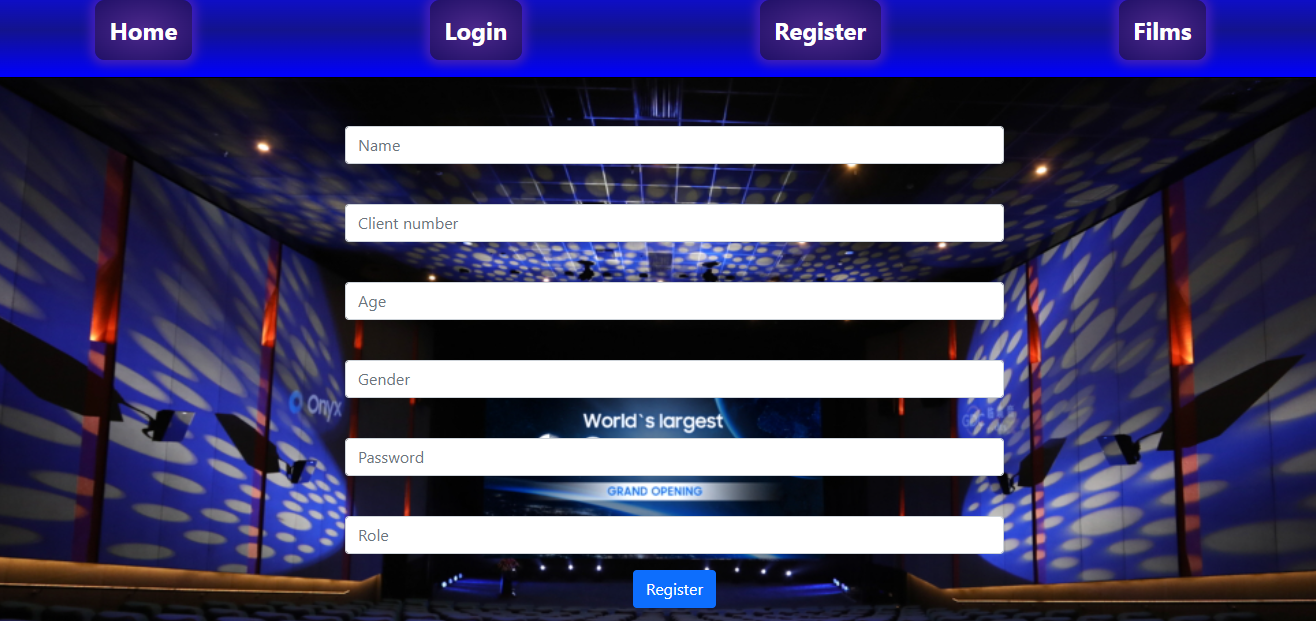 Home Login Register Films
Name
Client number
Age
Gender
Onyx
World`s largest
Password
GRAND OPENING
Role
Register